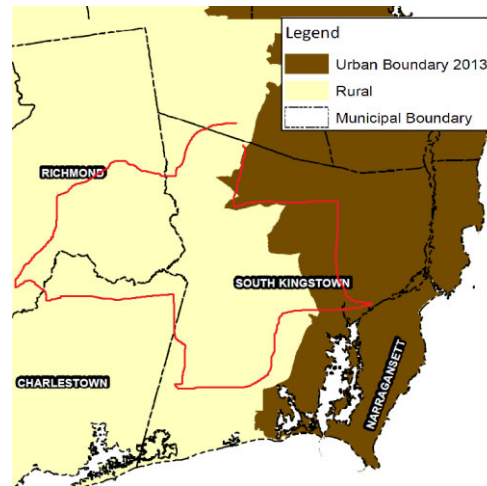 Legend
Urban Boundary 2013
Rural
Municipal Boundary
RICHMOND
SOUTH KINGSTOWN
CHARLESTOWN
NARRAGANSETT